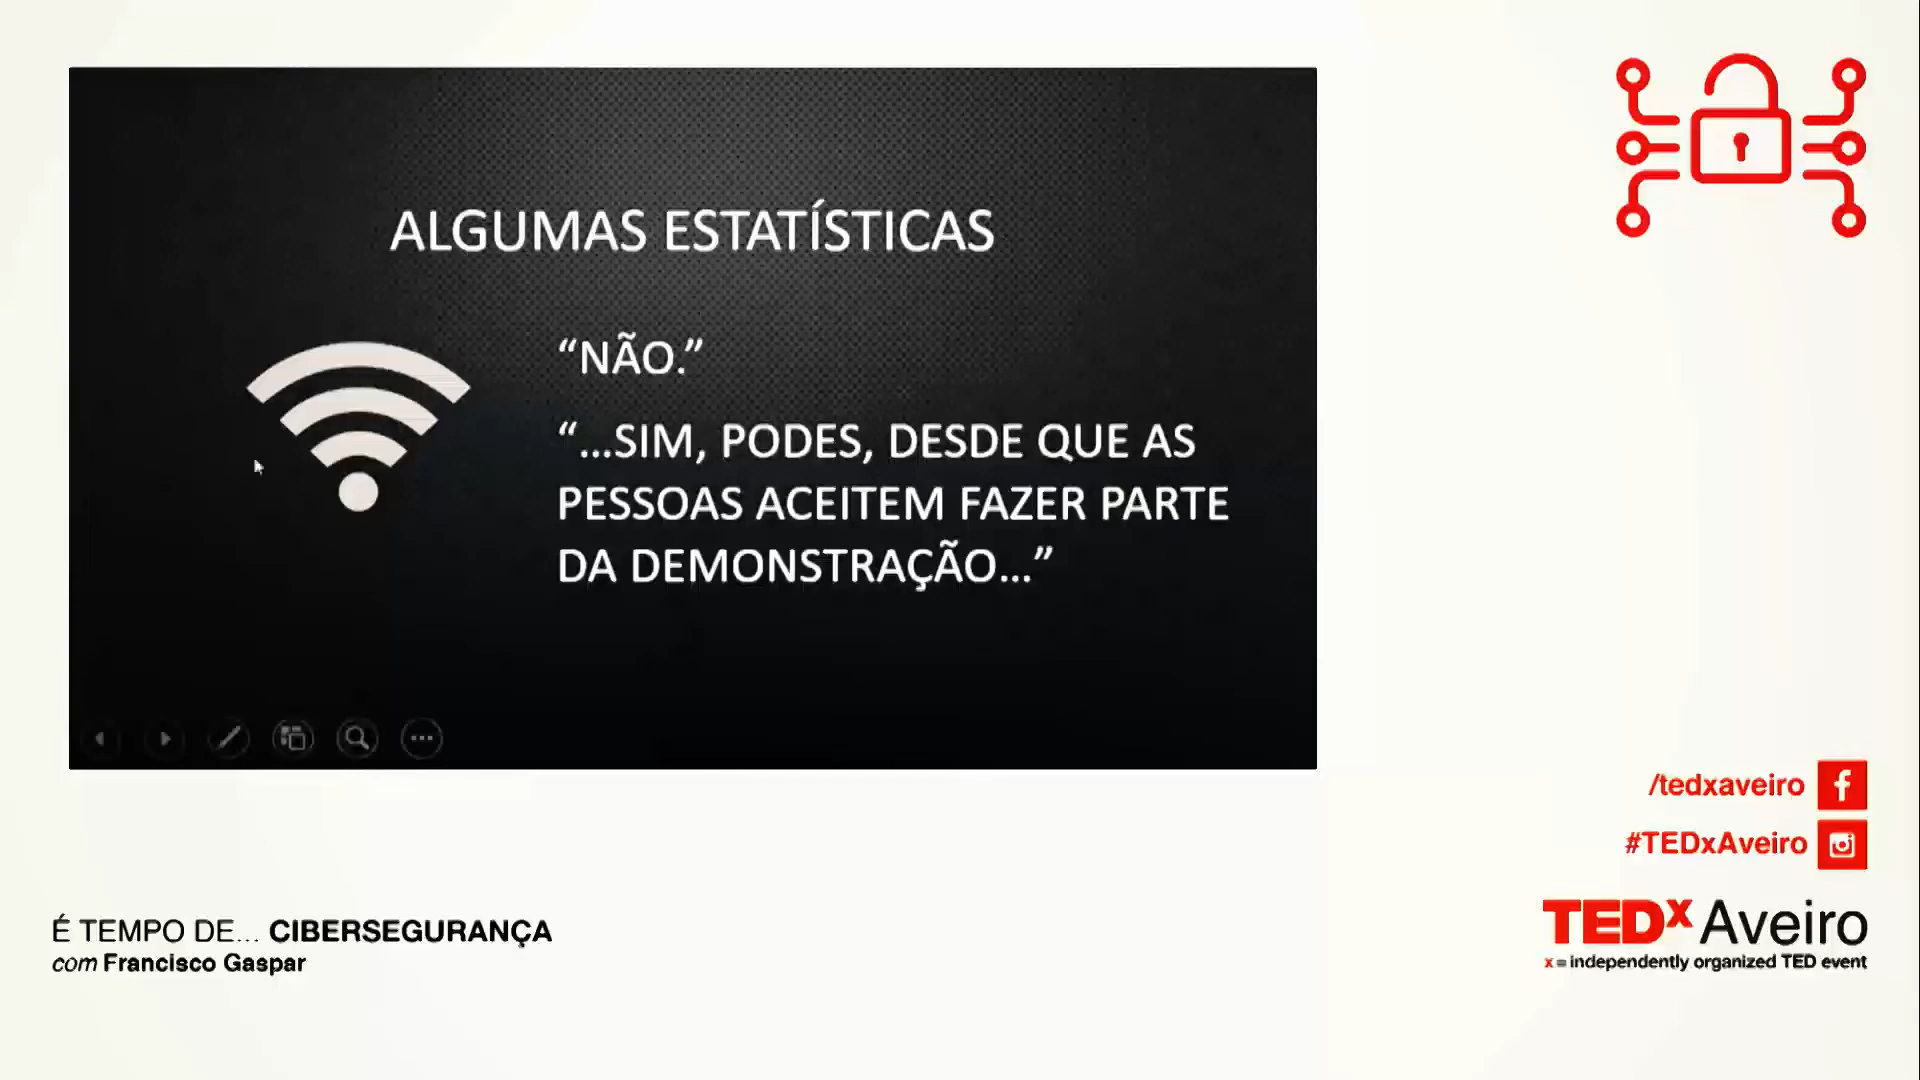 ALGUMAS ESTATÍSTICAS
“NÃO.”
“...SIM, PODES, DESDE QUE AS
PESSOAS ACEITEM FAZER PARTE
DA DEMONSTRAÇÃO...”
/tedxaveiro
#TEDxAveiro
É TEMPO DE... CIBERSEGURANÇA
com Francisco Gaspar
TEDx Aveiro
x = independently organized TED event